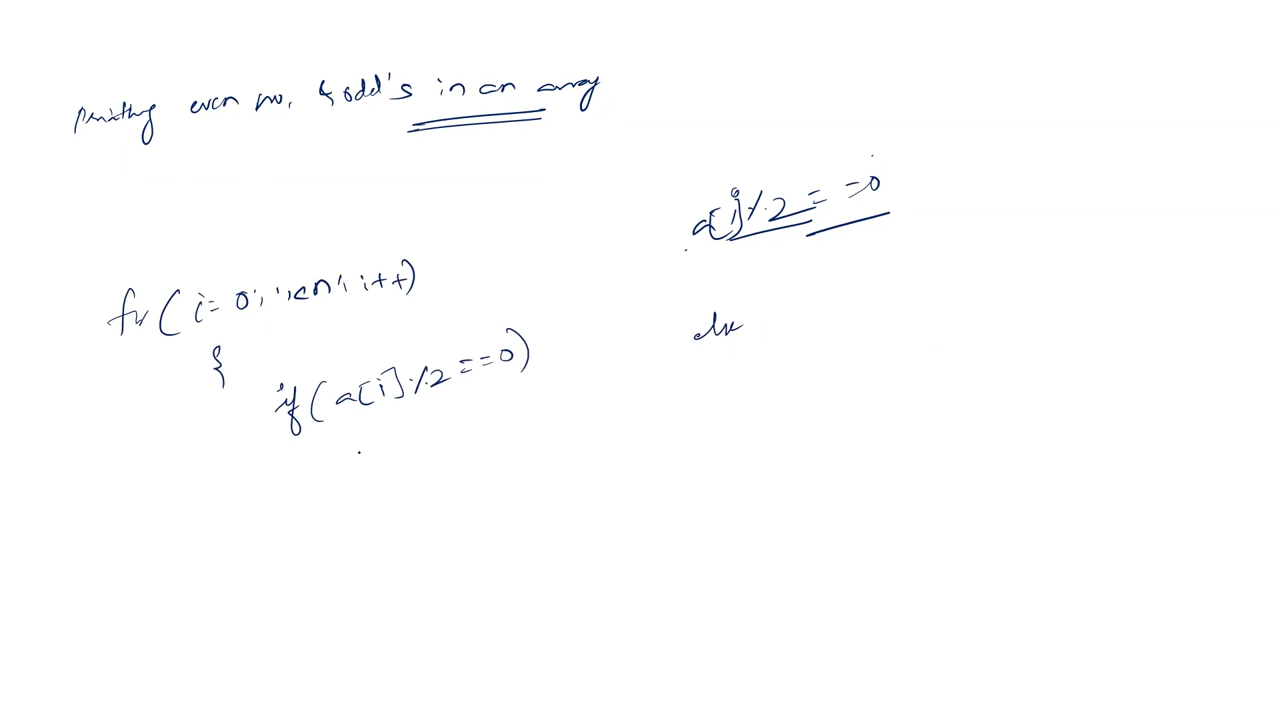 printing even no. & odd's in an array
a[i]%2 = =0
for( i= 0; i<n; i++)
{
if( a[i]%2 = =0)
else